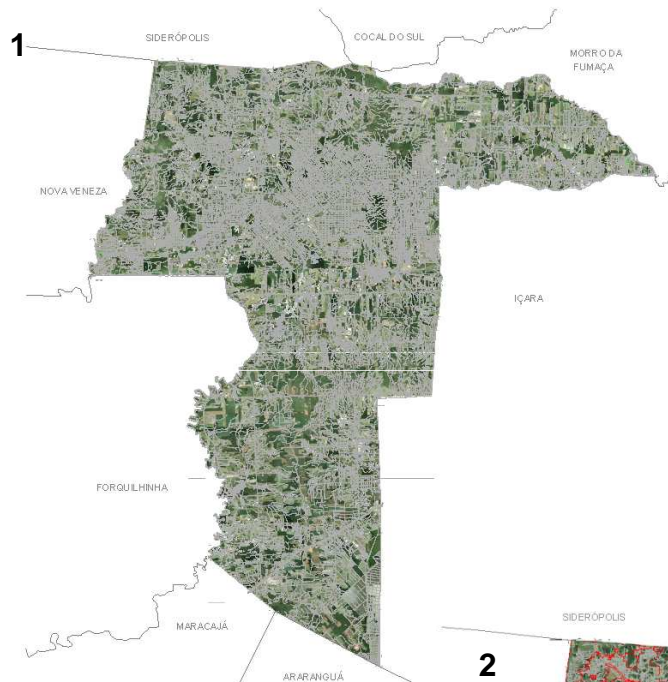 1
SIDERÓPOLIS
COCAL DO SUL
MORRO DA
FUMAÇA
NOVA VENEZA
IÇARA
FORQUILHINHA
MARACAJÁ
ARARANGUÁ
SIDERÓPOLIS
2